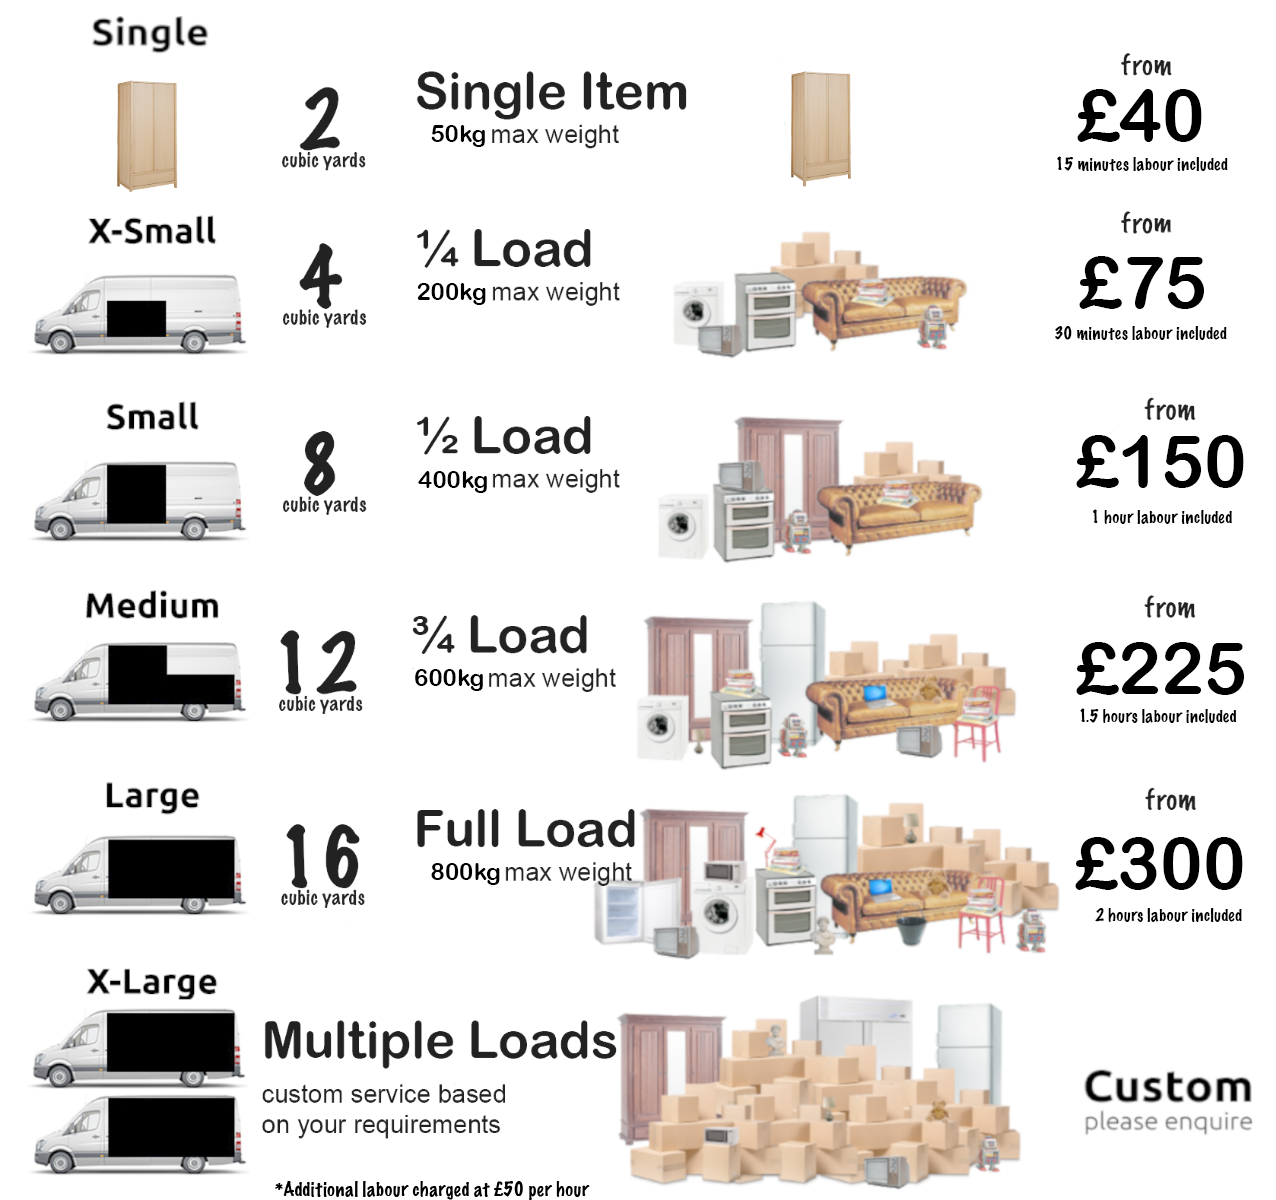 Single
2
cubic yards
Single Item
50kg max weight
from
£40
15 minutes labour included
X-Small
4
cubic yards
¼ Load
200kg max weight
from
£75
30 minutes labour included
Small
8
cubic yards
½ Load
400kg max weight
from
£150
1 hour labour included
Medium
12
cubic yards
¾ Load
600kg max weight
from
£225
1.5 hours labour included
Large
16
cubic yards
Full Load
800kg max weight
from
£300
2 hours labour included
X-Large
Multiple Loads
custom service based
on your requirements
Custom
please enquire
*Additional labour charged at £50 per hour